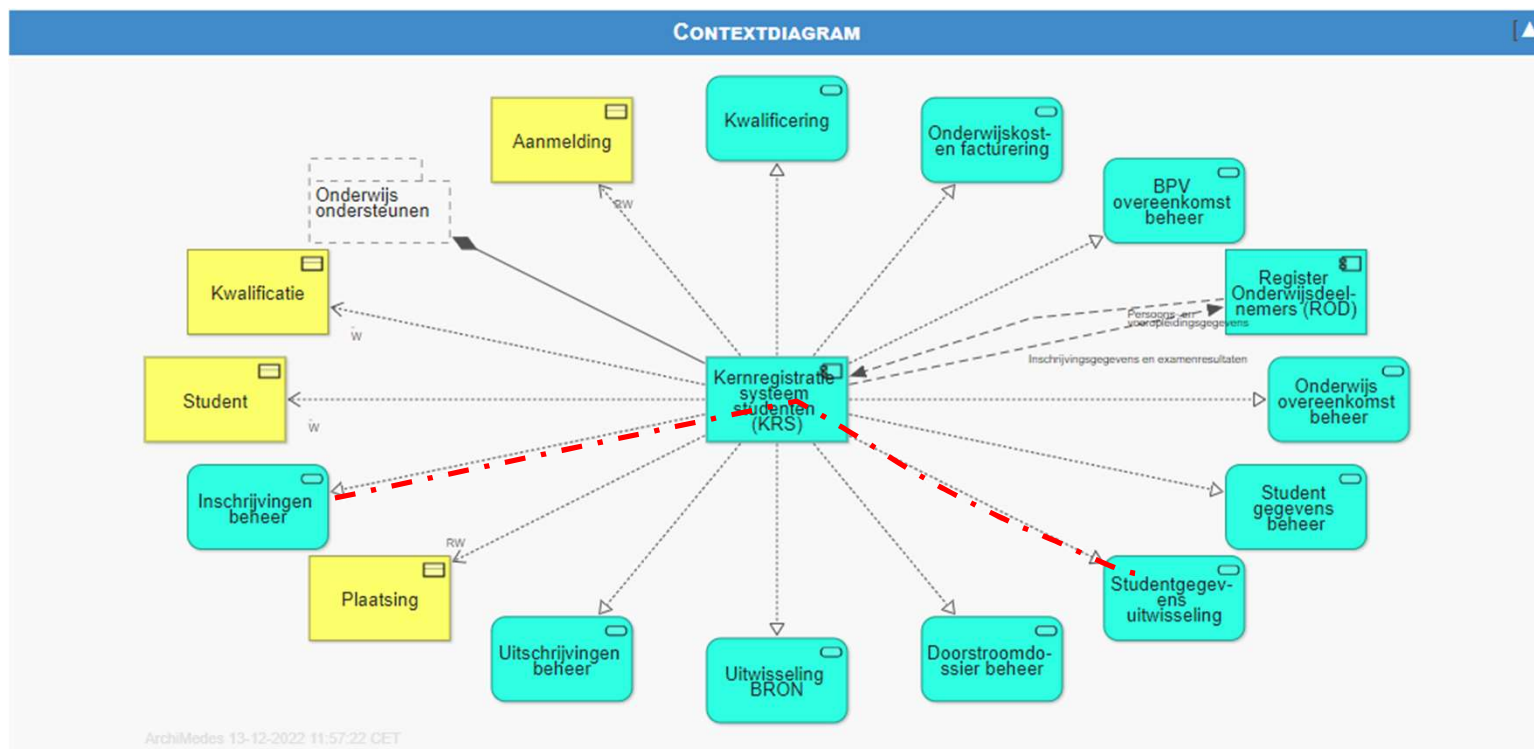 CONTEXTDIAGRAM
[▲
Kwalificering
Aanmelding
Onderwijskost-
en facturering
Onderwijs
ondersteunen
BPV
overeenkomst
beheer
RW
Kwalificatie
Register
Onderwijsdeel-
nemers (ROD)
Persoons- en
vooropleidingsgegevens
W
Inschrijvingsgegevens en examenresultaten
Kernregistratie
systeem
studenten
(KRS)
Student
W
Onderwijs
overeenkomst
beheer
Inschrijvingen
beheer
Student
gegevens
beheer
RW
Plaatsing
Studentgegev-
ens
uitwisseling
Uitschrijvingen
beheer
Uitwisseling
BRON
Doorstroomdo-
ssier beheer
ArchiMedes 13-12-2022 11:57:22 CET